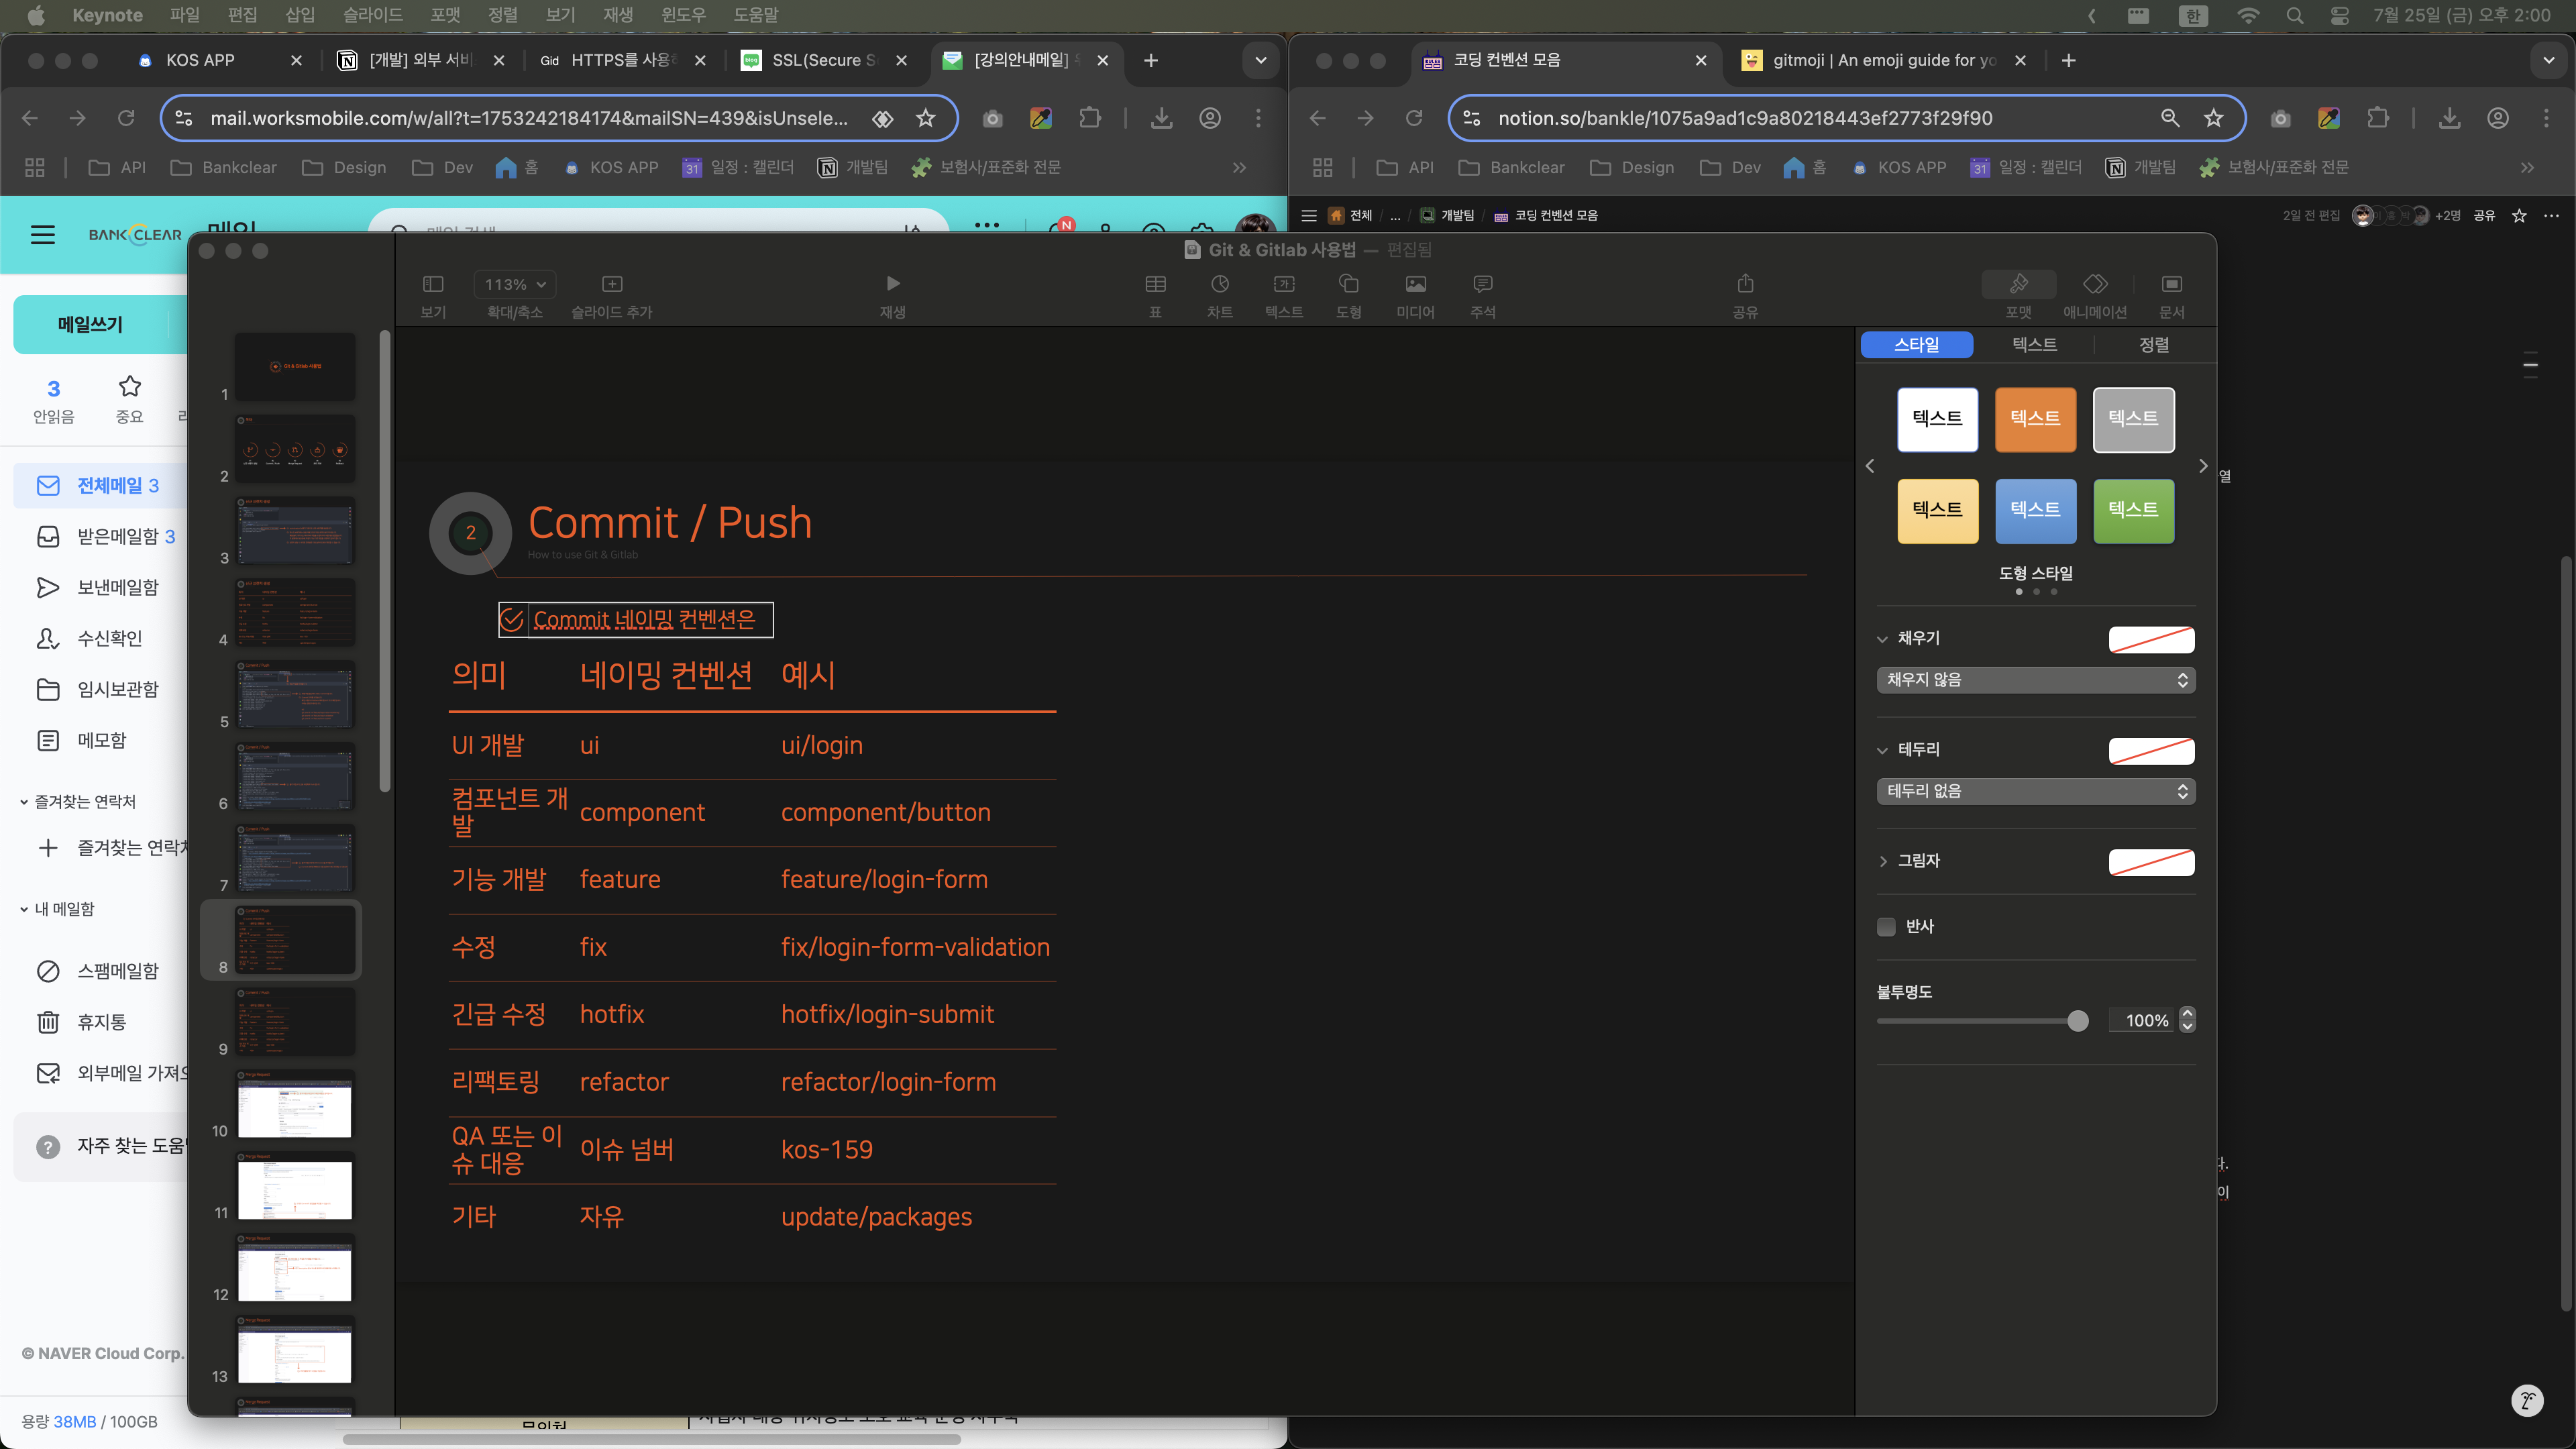 Keynote 파일 편집 삽입 슬라이드 포맷 정렬 보기 재생 윈도우 도움말
한 7월 25일 (금) 오후 2:00
KOS APP
[개발] 외부 서비
Gid HTTPS를 사용하
blog SSL(Secure S
[강의안내메일]
mail.worksmobile.com/w/all?t=1753242184174&mailSN=439&isUnsele...
API Bankclear Design Dev 홈 KOS APP 31 일정 : 캘린더 개발팀 보험사/표준화 전문
코딩 컨벤션 모음
gitmoji | An emoji guide for yo
notion.so/bankle/1075a9ad1c9a80218443ef2773f29f90
API Bankclear Design Dev 홈 KOS APP 31 일정 : 캘린더 개발팀 보험사/표준화 전문
전체 / ... / 개발팀 / 코딩 컨벤션 모음
2일 전 편집 +2명 공유
BANKCLEAR 메일
메일 검색
N
메일쓰기
3
안읽음
중요
전체메일 3
받은메일함 3
보낸메일함
수신확인
임시보관함
메모함
즐겨찾는 연락처
즐겨찾는 연락처
내 메일함
스팸메일함
휴지통
외부메일 가져오
자주 찾는 도움
© NAVER Cloud Corp.
용량 38MB / 100GB
Git & Gitlab 사용법 — 편집됨
113%
보기 확대/축소 슬라이드 추가 재생 표 차트 텍스트 도형 미디어 주석 공유 포맷 애니메이션 문서
1
Git & Gitlab 사용법
2
3
4
5
6
7
8
9
10
11
12
13
2
Commit / Push
How to use Git & Gitlab
Commit 네이밍 컨벤션은
의미 네이밍 컨벤션 예시
UI 개발 ui ui/login
컴포넌트 개발 component component/button
기능 개발 feature feature/login-form
수정 fix fix/login-form-validation
긴급 수정 hotfix hotfix/login-submit
리팩토링 refactor refactor/login-form
QA 또는 이슈 대응 이슈 넘버 kos-159
기타 자유 update/packages
스타일 텍스트 정렬
텍스트 텍스트 텍스트
텍스트 텍스트 텍스트
도형 스타일
채우기
채우지 않음
테두리
테두리 없음
그림자
반사
불투명도
100%
열
다.
이